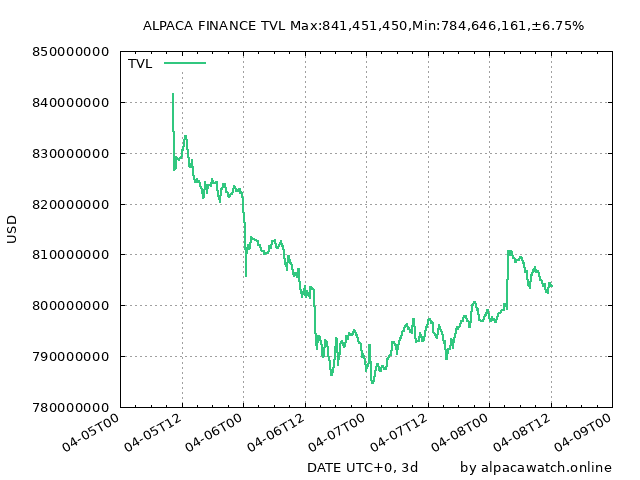 ALPACA FINANCE TVL Max:841,451,450,Min:784,646,161,±6.75%
850000000
TVL
840000000
830000000
820000000
810000000
800000000
790000000
780000000
USD
04-05T00
04-05T12
04-06T00
04-06T12
04-07T00
04-07T12
04-08T00
04-08T12
04-09T00
DATE UTC+0, 3d
by alpacawatch.online